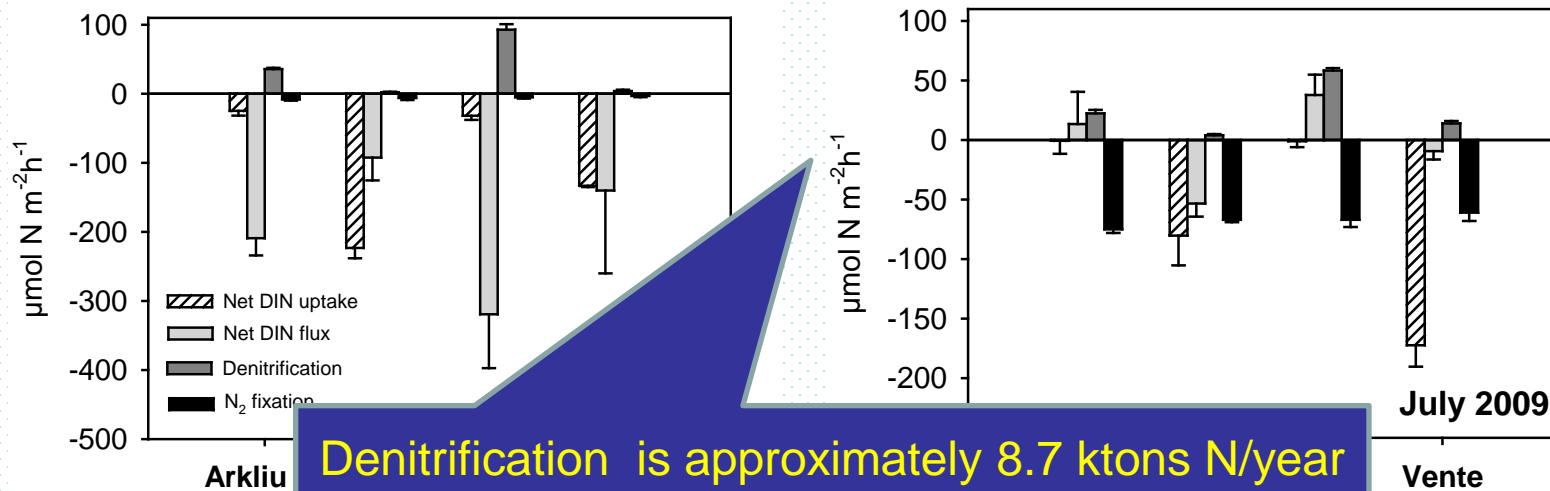 100
0
-100
-200
-300
-400
-500
µmol N m-2h-1
Net DIN uptake
Net DIN flux
Denitrification
N2 fixation
Arkliu
100
50
0
-50
-100
-150
-200
µmol N m-2h-1
July 2009
Vente
Denitrification is approximately 8.7 ktons N/year